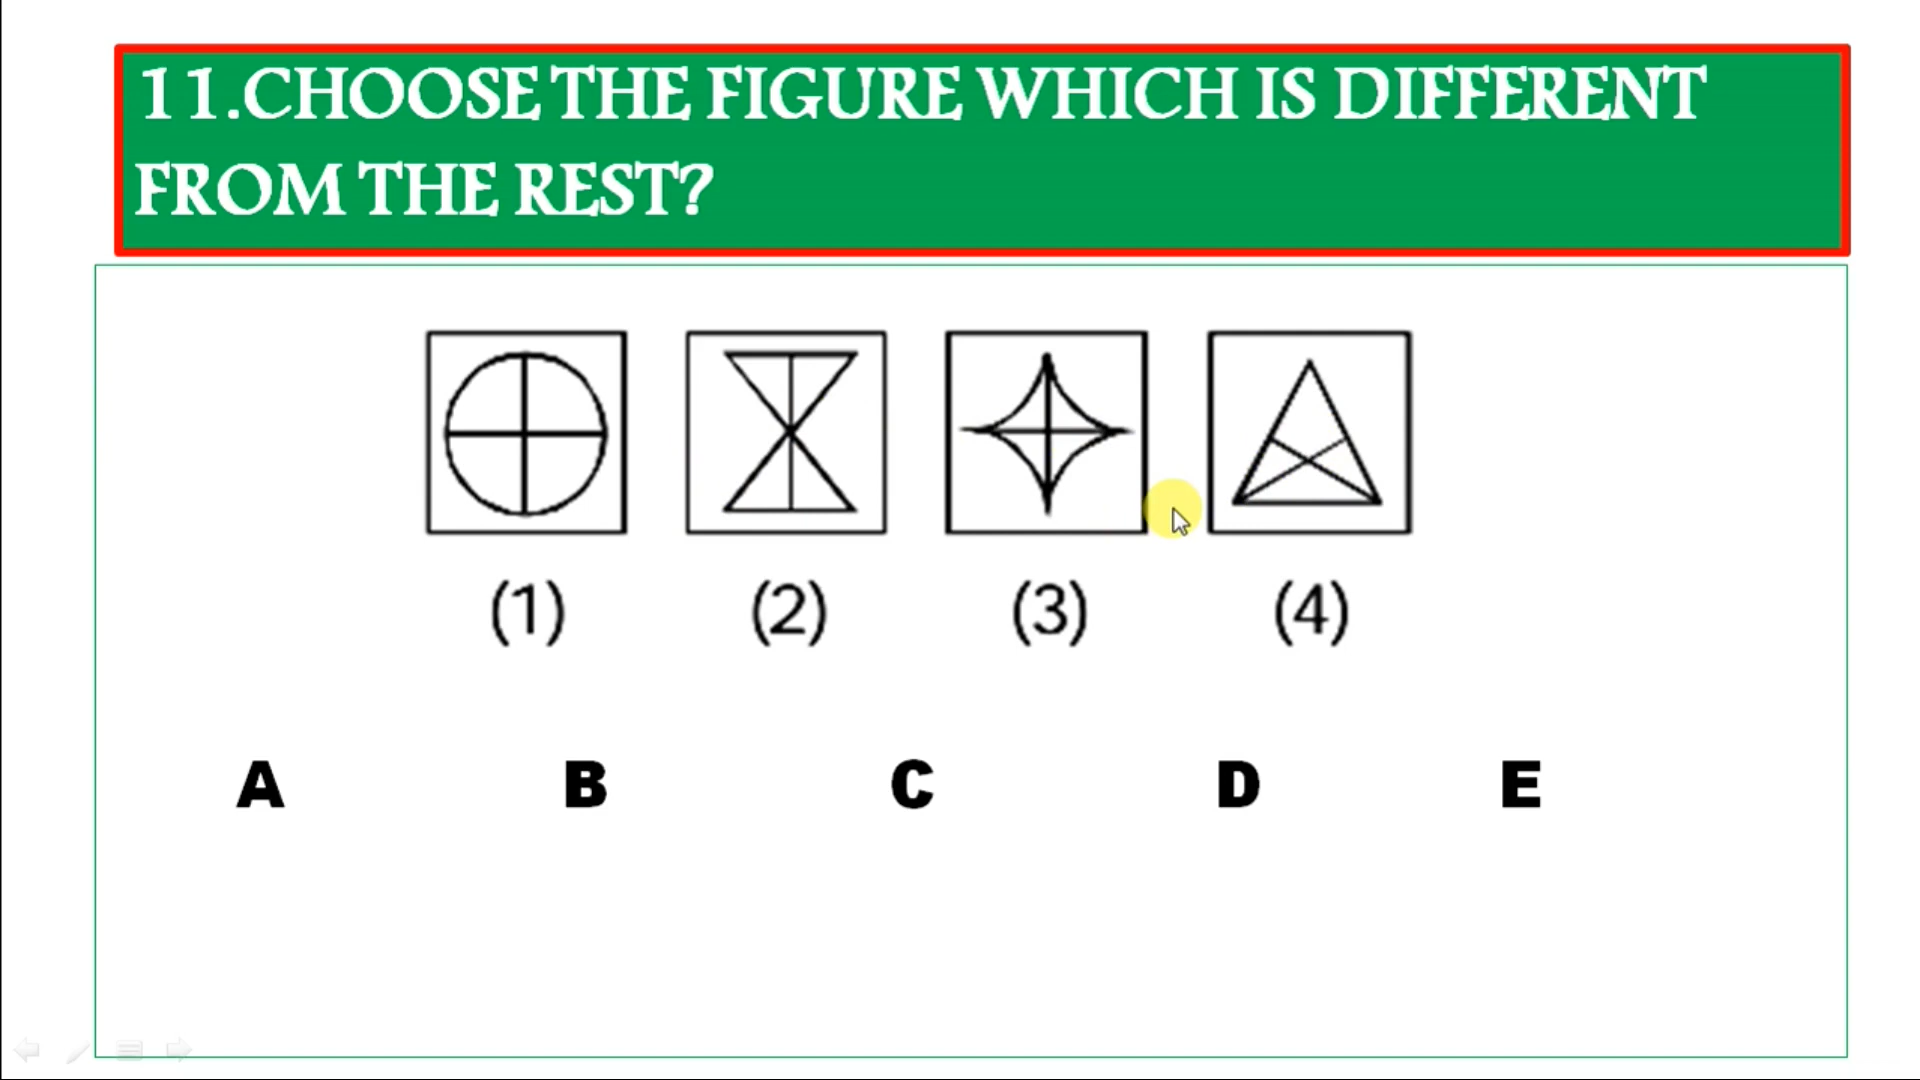 11.CHOOSE THE FIGURE WHICH IS DIFFERENT
FROM THE REST?
(1) (2) (3) (4)
A B C D E